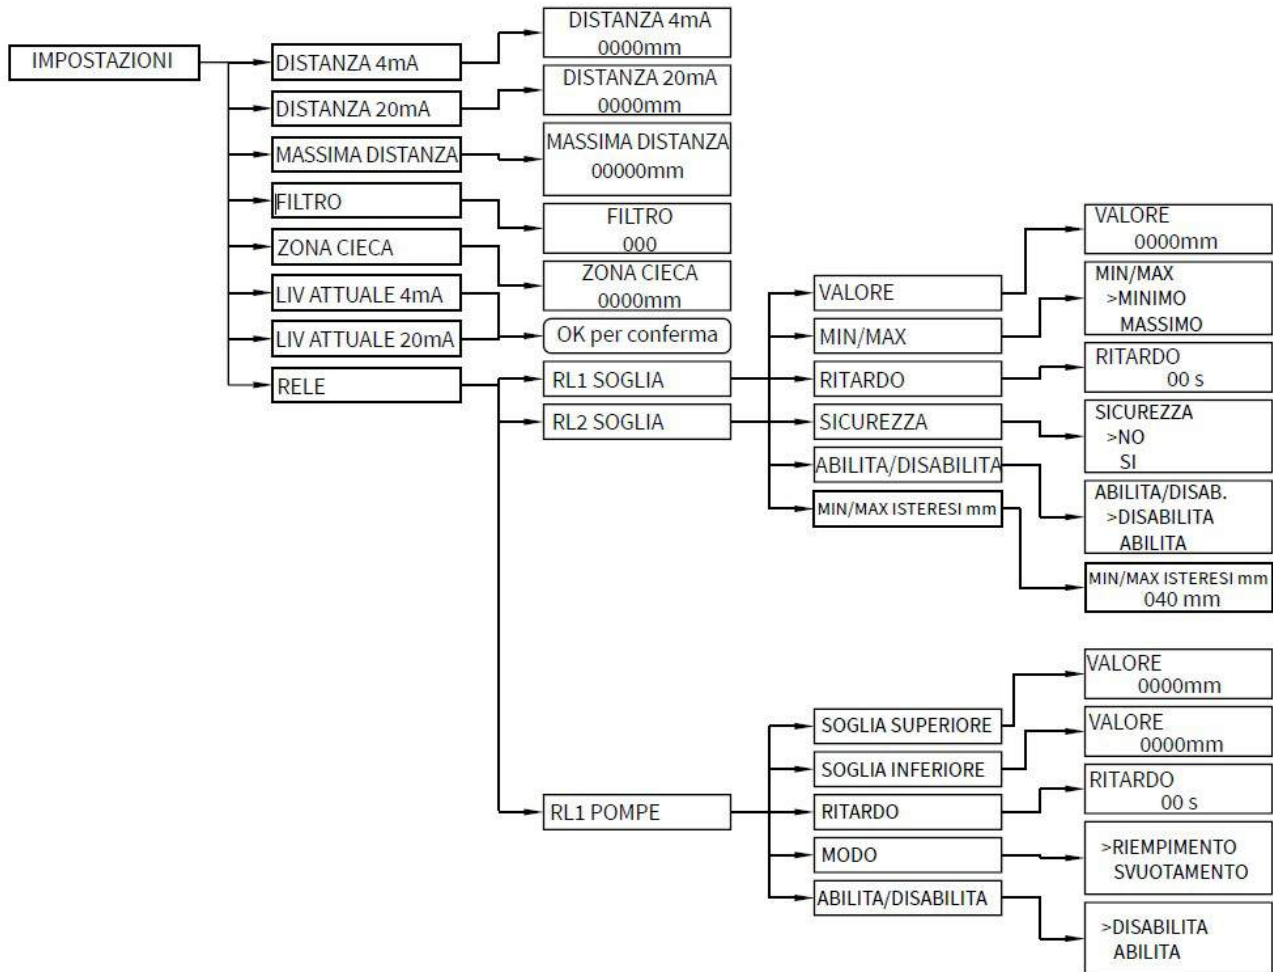 IMPOSTAZIONI
DISTANZA 4mA
DISTANZA 20mA
MASSIMA DISTANZA
FILTRO
ZONA CIECA
LIV ATTUALE 4mA
LIV ATTUALE 20mA
RELE
DISTANZA 4mA
0000mm
DISTANZA 20mA
0000mm
MASSIMA DISTANZA
00000mm
FILTRO
000
ZONA CIECA
0000mm
OK per conferma
RL1 SOGLIA
RL2 SOGLIA
RL1 POMPE
VALORE
MIN/MAX
RITARDO
SICUREZZA
ABILITA/DISABILITA
MIN/MAX ISTERESI mm
VALORE
0000mm
MIN/MAX
>MINIMO
MASSIMO
RITARDO
00 s
SICUREZZA
>NO
SI
ABILITA/DISAB.
>DISABILITA
ABILITA
MIN/MAX ISTERESI mm
040 mm
SOGLIA SUPERIORE
SOGLIA INFERIORE
RITARDO
MODO
ABILITA/DISABILITA
VALORE
0000mm
VALORE
0000mm
RITARDO
00 s
>RIEMPIMENTO
SVUOTAMENTO
>DISABILITA
ABILITA